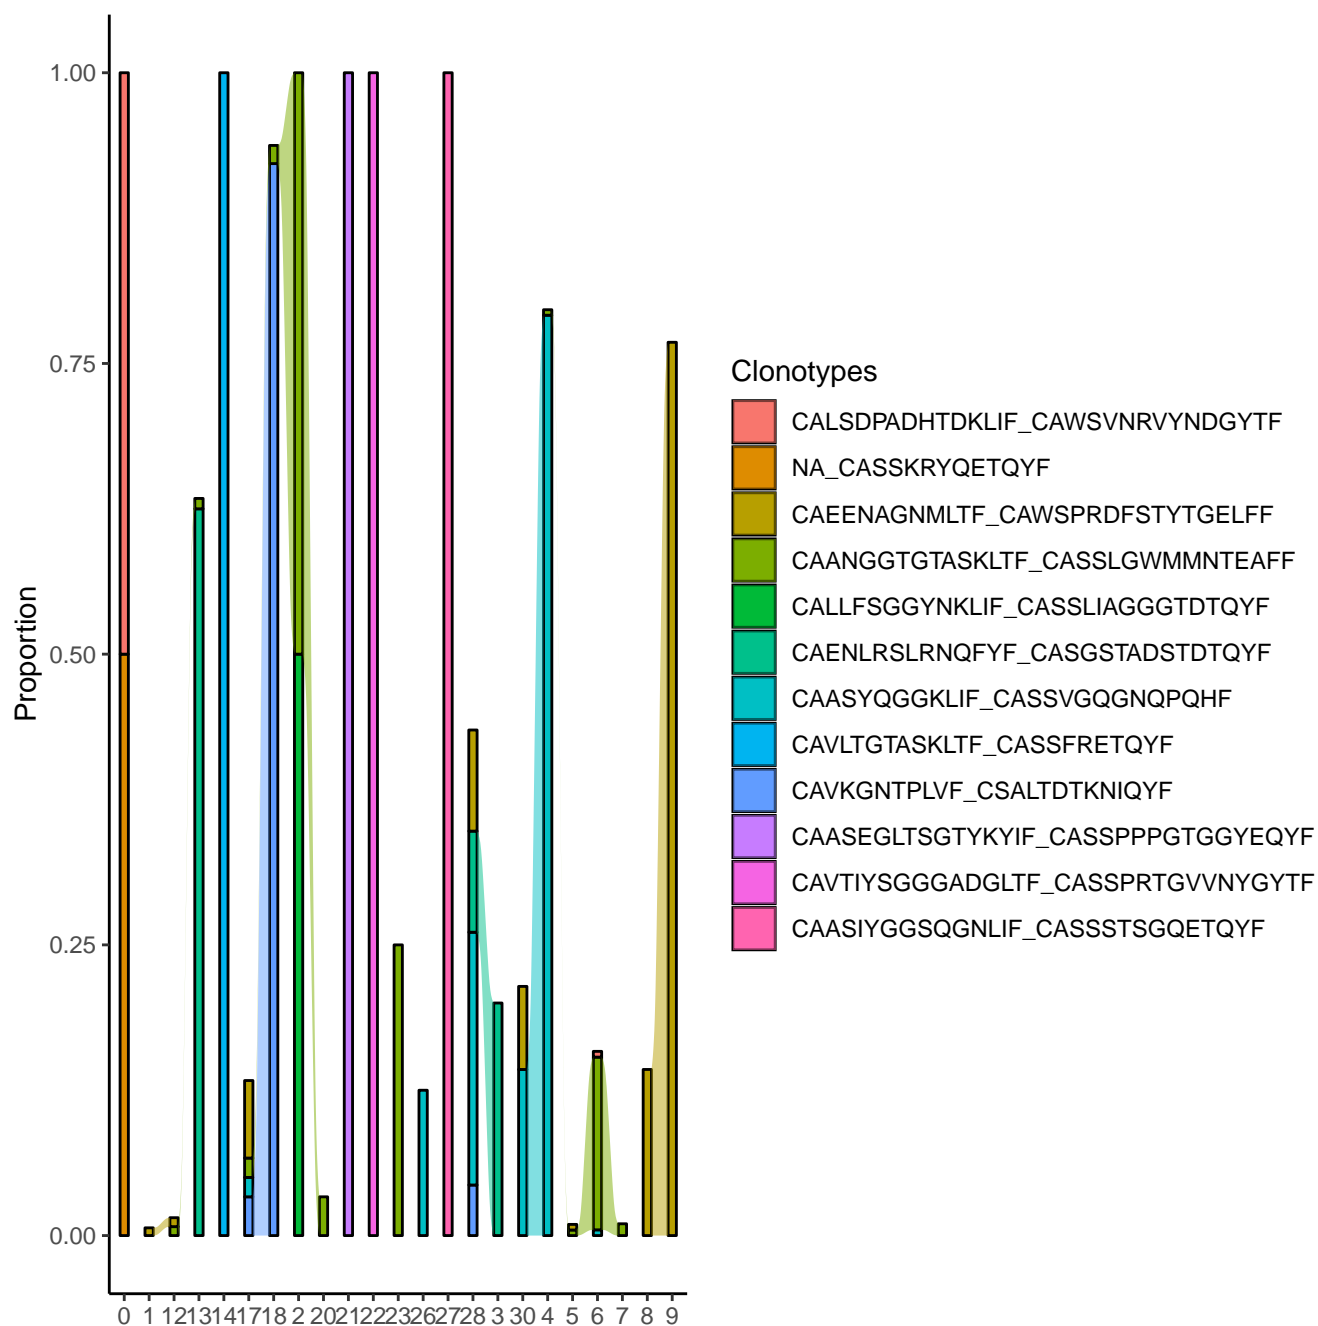 1.00
0.75
0.50
0.25
0.00
Proportion
0 1 12 13 14 17 18 2 20 21 22 23 26 27 28 3 30 4 5 6 7 8 9
Clonotypes
CALSDPADHTDKLIF_CAWSVNRVYNDGYTF
NA_CASSKRYQETQYF
CAEENAGNMLTF_CAWSPRDFSTYTGELFF
CAANGGTGTASKLTF_CASSLGWMMNTEAFF
CALLFSGGYNKLIF_CASSLIAGGGTDTQYF
CAENLRSLRNQFYF_CASGSTADSTDTQYF
CAASYQGGKLIF_CASSVGQGNQPQHF
CAVLTGTASKLTF_CASSFRETQYF
CAVKGNTPLVF_CSALTDTKNIQYF
CAASEGLTSGTYKYIF_CASSPPPGTGGYEQYF
CAVTIYSGGGADGLTF_CASSPRTGVVNYGYTF
CAASIYGGSQGNLIF_CASSSTSGQETQYF